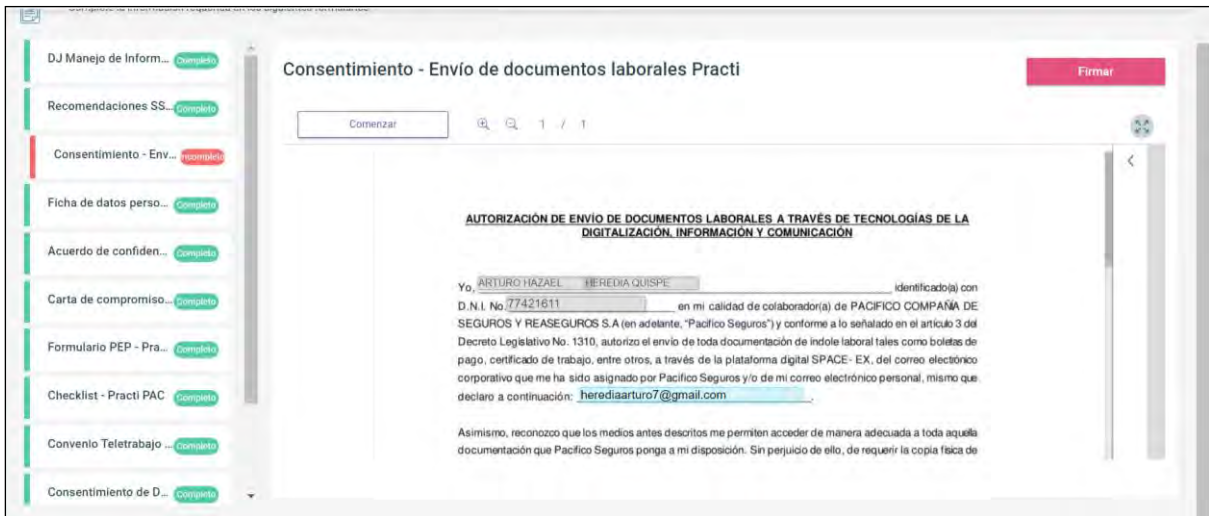 DJ Manejo de Inform... Completo
Recomendaciones SS... Completo
Consentimiento - Env... Incompleto
Ficha de datos perso... Completo
Acuerdo de confiden... Completo
Carta de compromiso... Completo
Formulario PEP - Pra... Completo
Checklist - Practi PAC Completo
Convenio Teletrabajo ... Completo
Consentimiento de D... Completo
Consentimiento - Envío de documentos laborales Practi
Firmar
Comenzar
1 / 1
AUTORIZACIÓN DE ENVÍO DE DOCUMENTOS LABORALES A TRAVÉS DE TECNOLOGÍAS DE LA
DIGITALIZACIÓN, INFORMACIÓN Y COMUNICACIÓN
Yo, ARTURO HAZAEL HEREDIA QUISPE identificado(a) con
D.N.I. No. 77421611 en mi calidad de colaborador(a) de PACIFICO COMPAÑÍA DE
SEGUROS Y REASEGUROS S.A (en adelante, "Pacifico Seguros") y conforme a lo señalado en el artículo 3 del
Decreto Legislativo No. 1310, autorizo el envío de toda documentación de índole laboral tales como boletas de
pago, certificado de trabajo, entre otros, a través de la plataforma digital SPACE- EX, del correo electrónico
corporativo que me ha sido asignado por Pacifico Seguros y/o de mi correo electrónico personal, mismo que
declaro a continuación: herediaarturo7@gmail.com.
Asimismo, reconozco que los medios antes descritos me permiten acceder de manera adecuada a toda aquella
documentación que Pacifico Seguros ponga a mi disposición. Sin perjuicio de ello, de requerir la copia física de